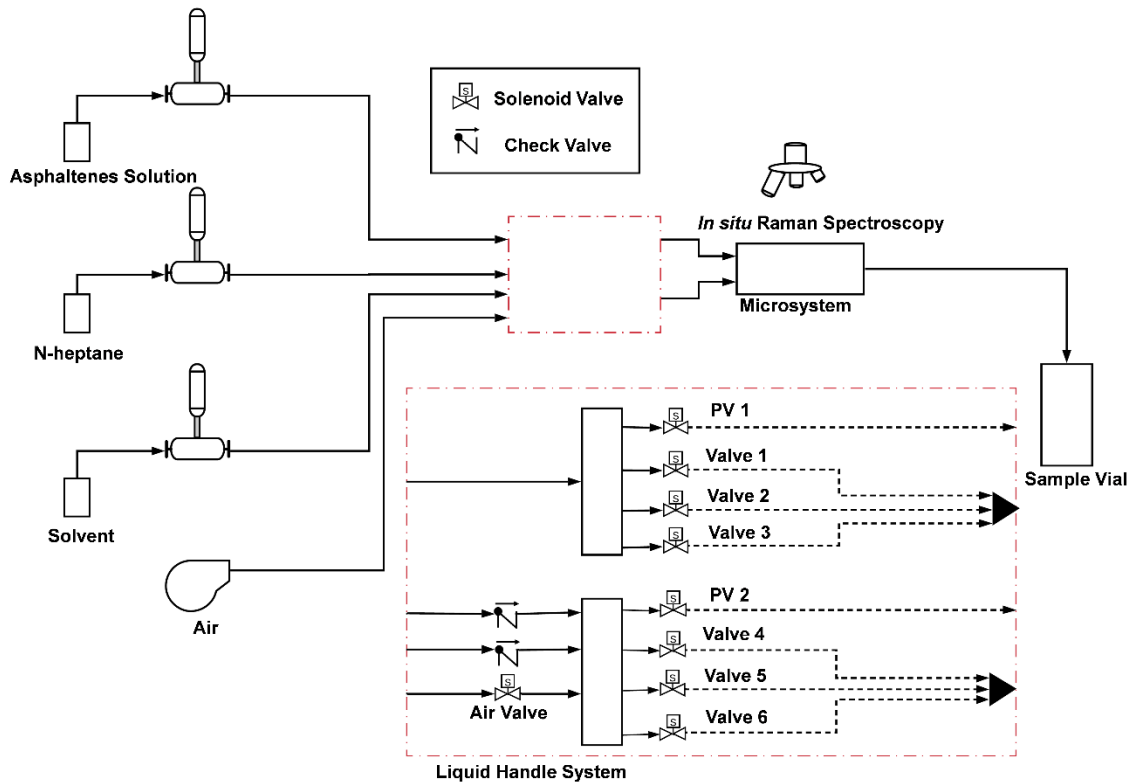 S Solenoid Valve
Check Valve
Asphaltenes Solution
In situ Raman Spectroscopy
Microsystem
N-heptane
Solvent
Air
Sample Vial
S PV 1
S Valve 1
S Valve 2
S Valve 3
S PV 2
S Valve 4
S Valve 5
S Valve 6
S
Air Valve
Liquid Handle System